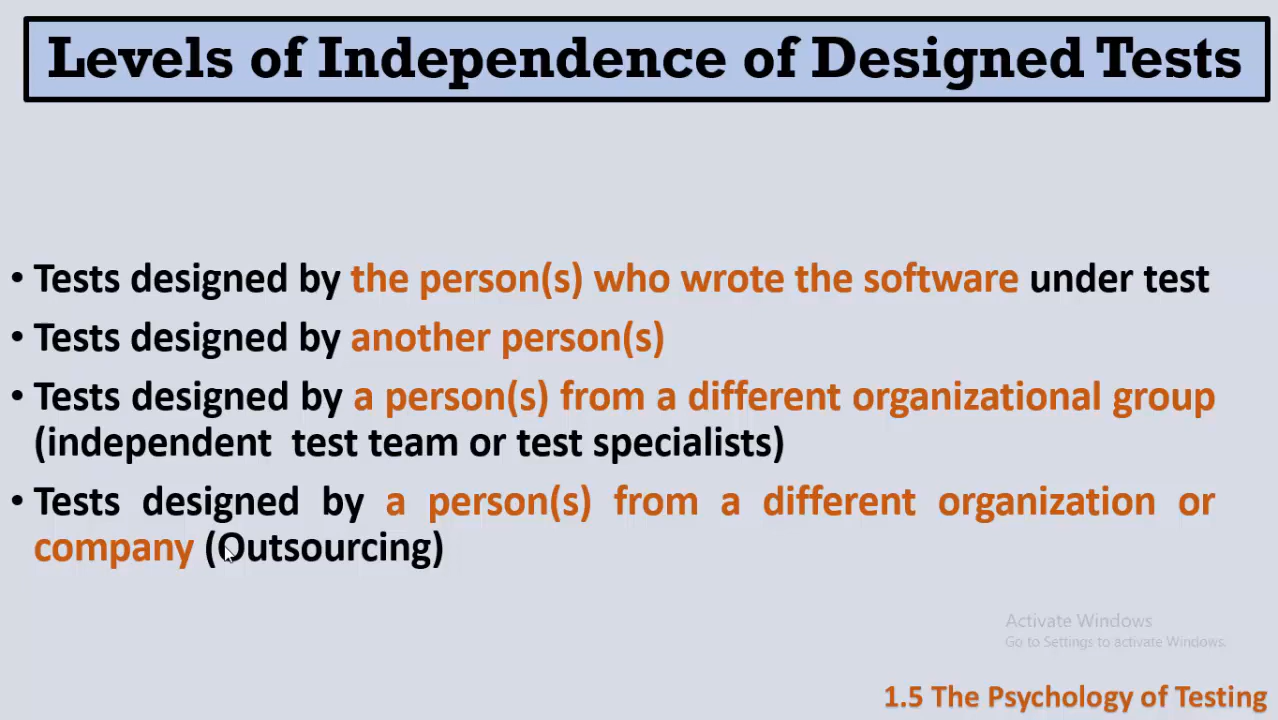 Levels of Independence of Designed Tests
• Tests designed by the person(s) who wrote the software under test
• Tests designed by another person(s)
• Tests designed by a person(s) from a different organizational group
(independent test team or test specialists)
• Tests designed by a person(s) from a different organization or
company (Outsourcing)
Activate Windows
Go to Settings to activate Windows.
1.5 The Psychology of Testing